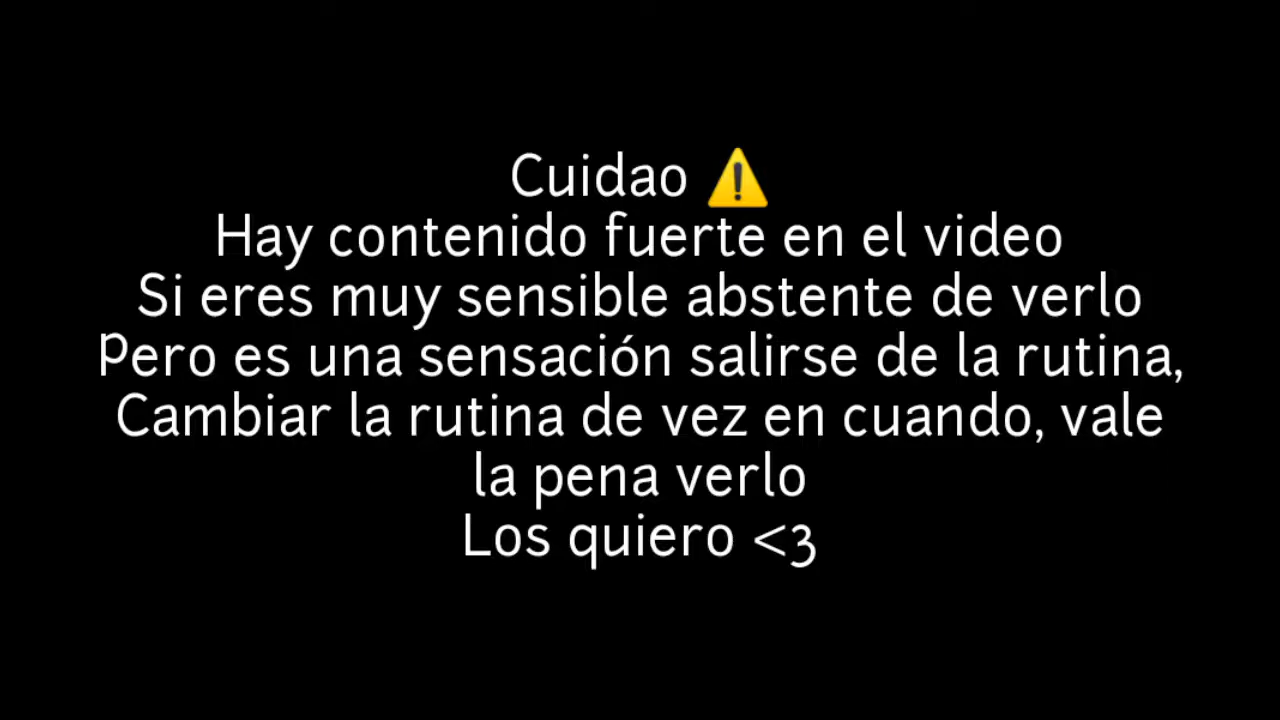 Cuidao ⚠️
Hay contenido fuerte en el video
Si eres muy sensible abstente de verlo
Pero es una sensación salirse de la rutina,
Cambiar la rutina de vez en cuando, vale
la pena verlo
Los quiero <3